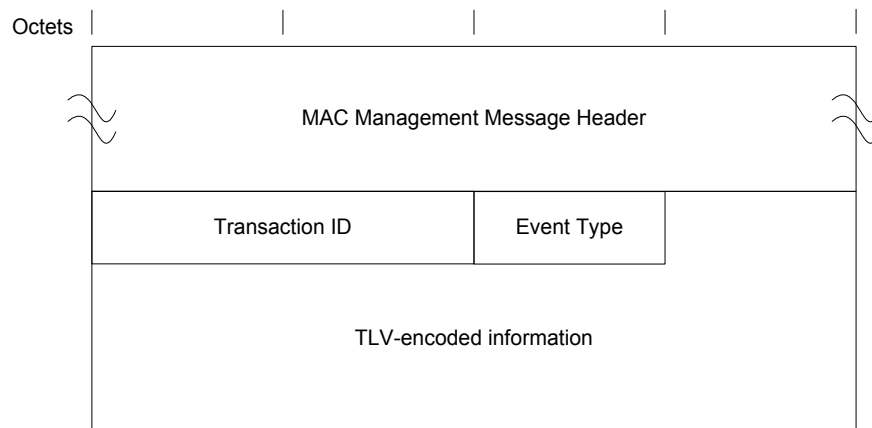 Octets
MAC Management Message Header
Transaction ID
Event Type
TLV-encoded information